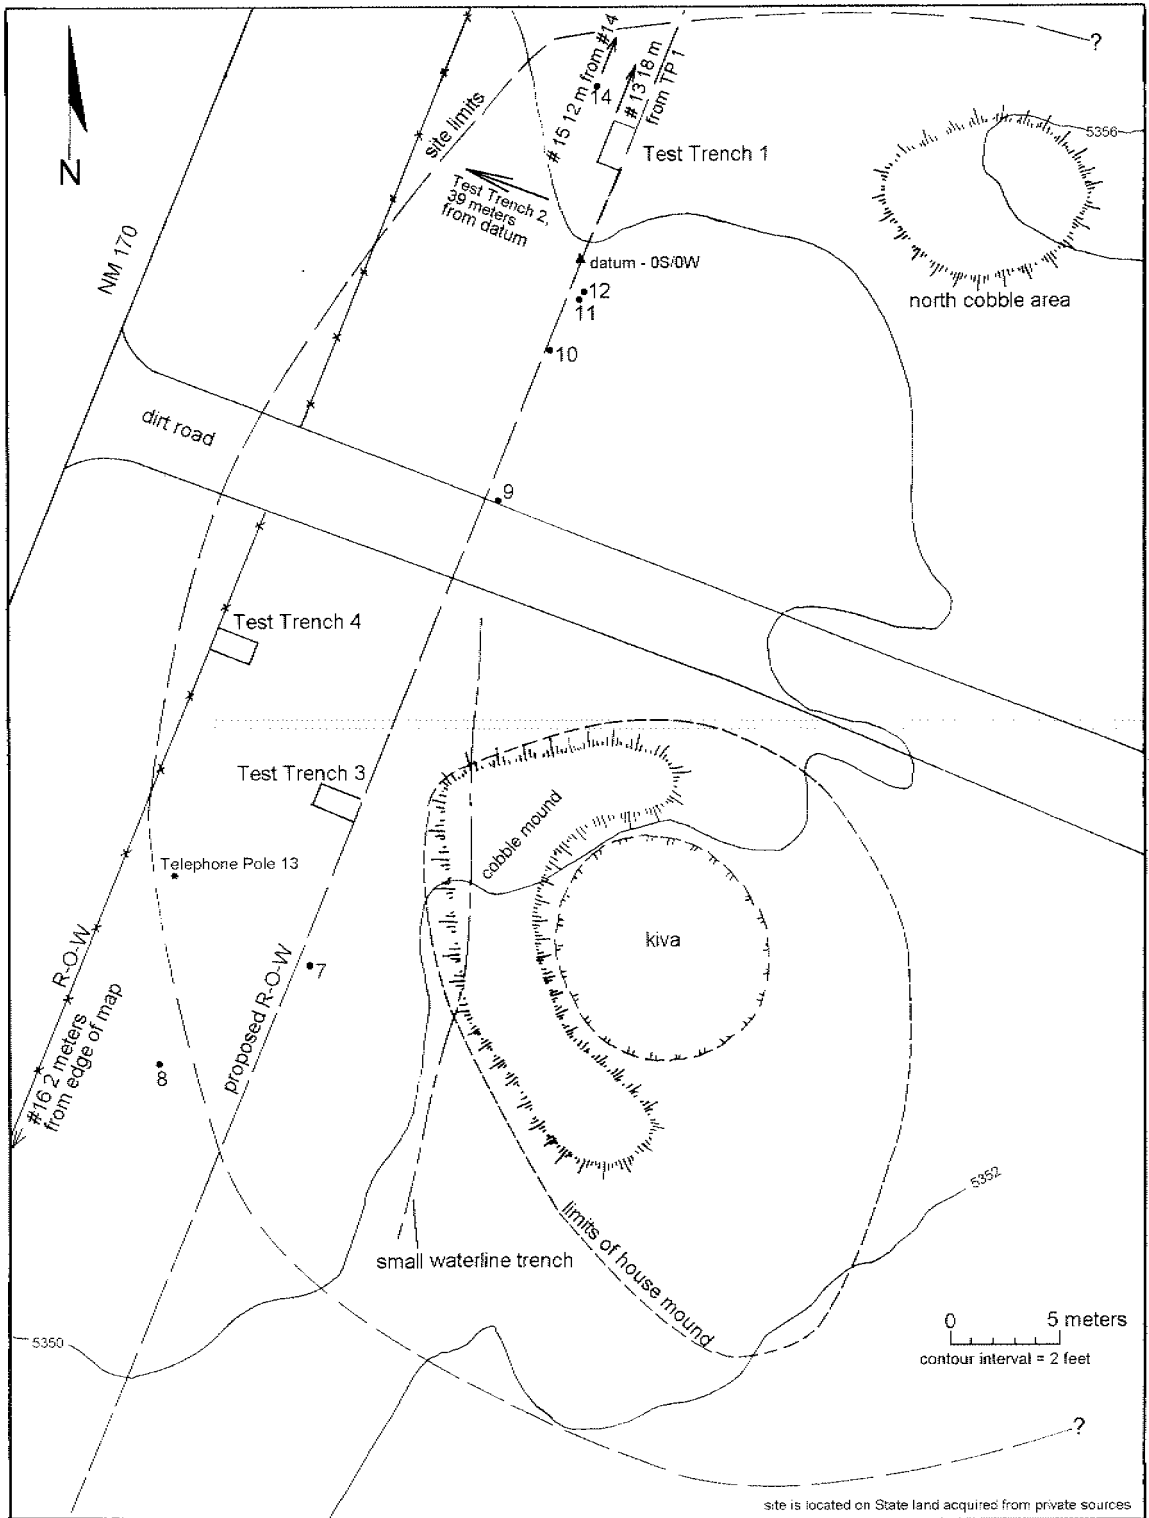 ?
# 15 12 m from #14
# 13 18 m
from TP 1
14
site limits
5356
N
Test Trench 1
Test Trench 2,
39 meters
from datum
NM 170
datum - 0S/0W
12
11
north cobble area
10
dirt road
9
Test Trench 4
Test Trench 3
cobble mound
Telephone Pole 13
kiva
R-O-W
7
proposed R-O-W
#16 2 meters
from edge of map
8
5352
limits of house mound
small waterline trench
0 5 meters
5350
contour interval = 2 feet
?
site is located on State land acquired from private sources